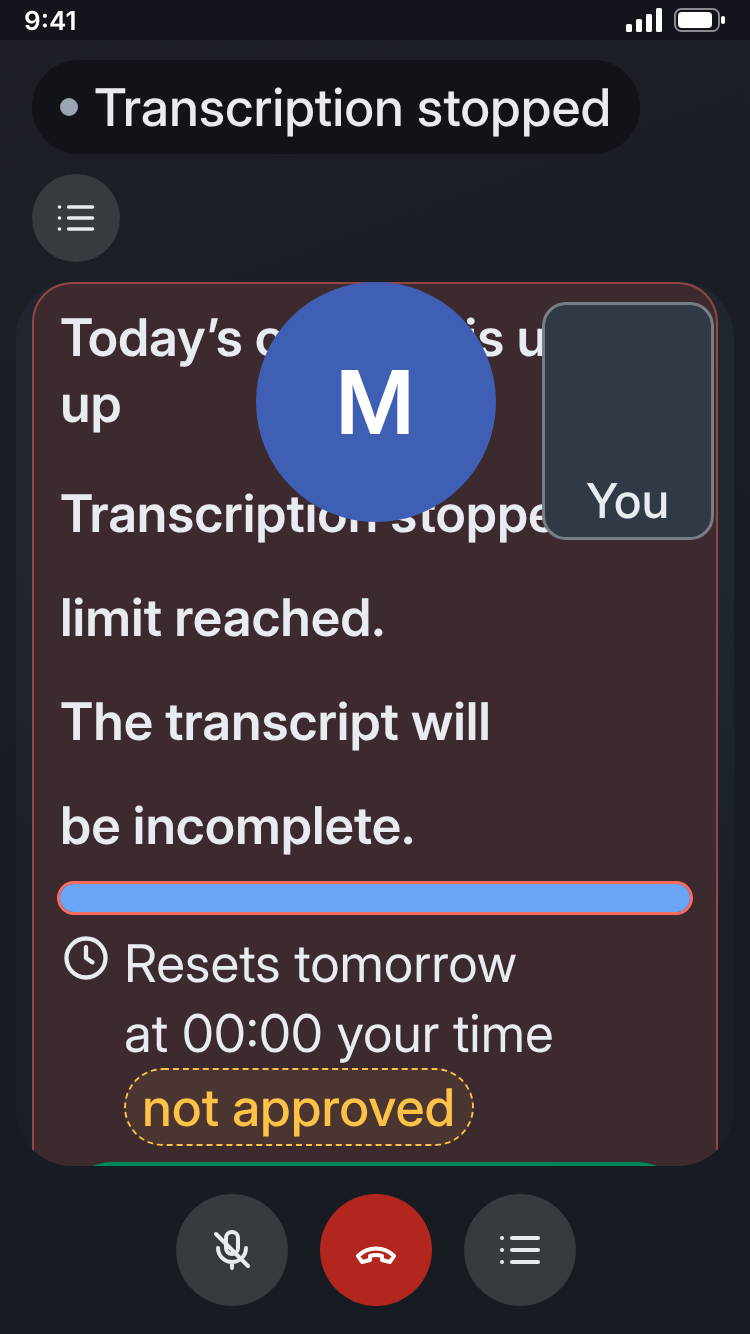 9:41
Transcription stopped
Today’s is
up
M
Transcription
You
limit reached.
The transcript will
be incomplete.
Resets tomorrow
at 00:00 your time
not approved